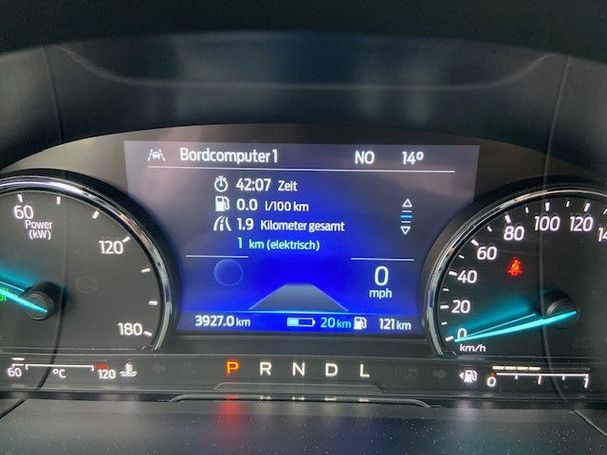 Bordcomputer 1 NO 14°
42:07 Zeit
0.0 l/100 km
1.9 Kilometer gesamt
1 km (elektrisch)
0
mph
3927.0 km 20 km 121 km
60
Power
(kW)
120
180
0 20 40 60 80 100 120 14
km/h
60 °C 120
P R N D L
0 1